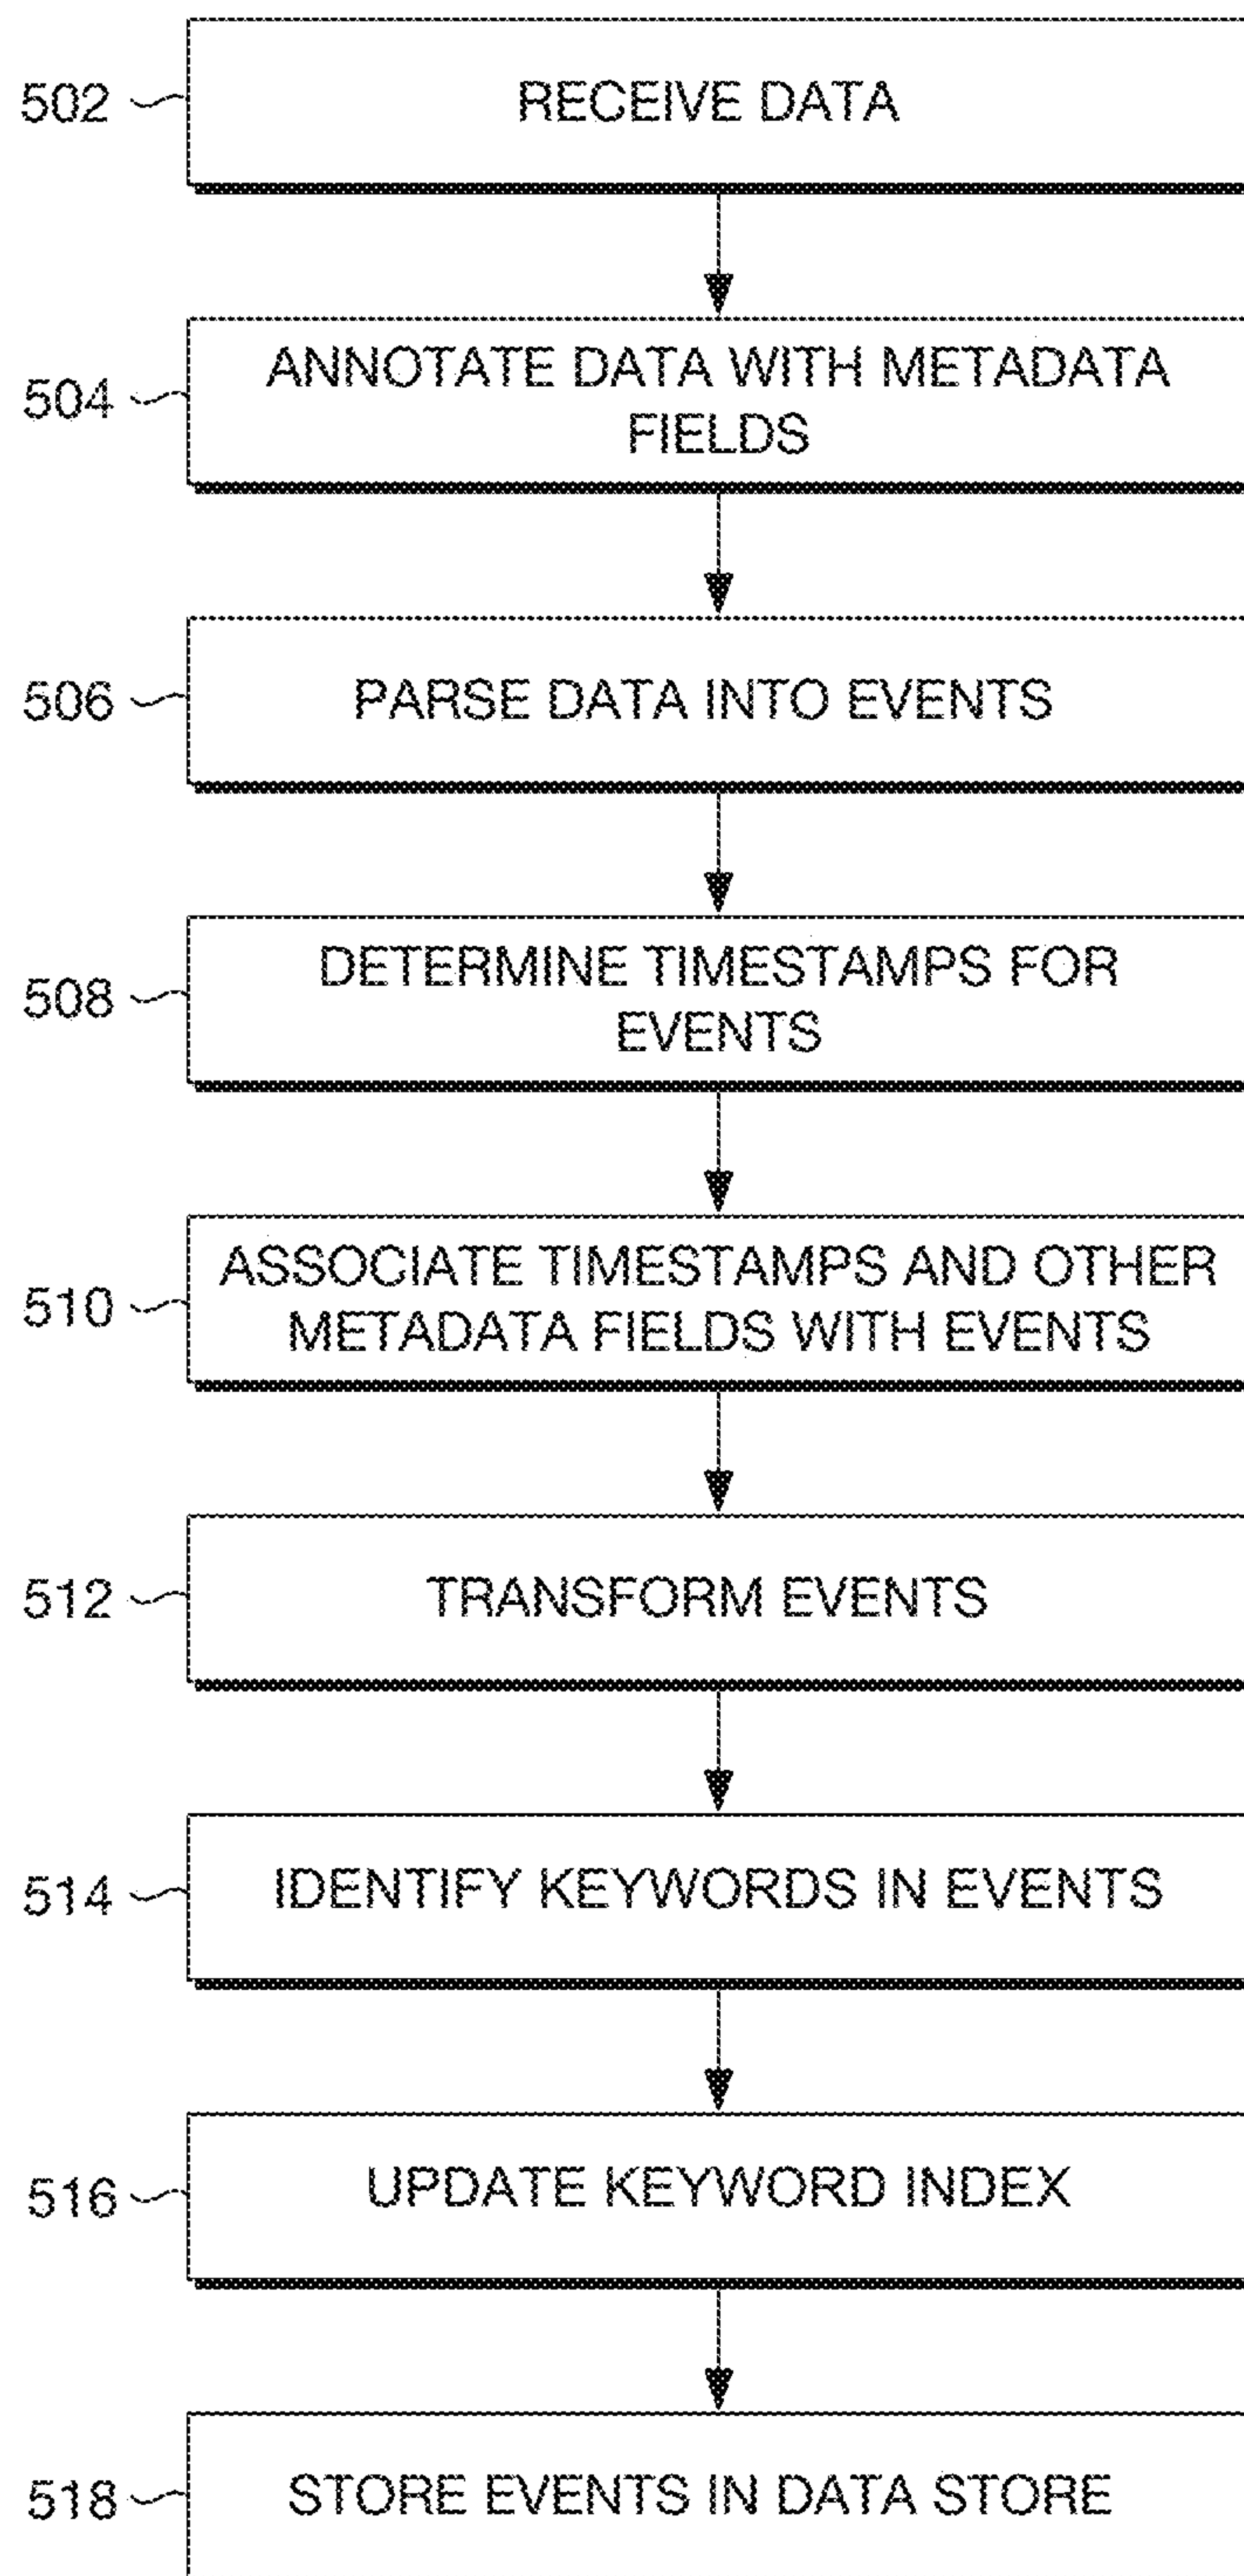 502
RECEIVE DATA
504
ANNOTATE DATA WITH METADATA
FIELDS
506
PARSE DATA INTO EVENTS
508
DETERMINE TIMESTAMPS FOR
EVENTS
510
ASSOCIATE TIMESTAMPS AND OTHER
METADATA FIELDS WITH EVENTS
512
TRANSFORM EVENTS
514
IDENTIFY KEYWORDS IN EVENTS
516
UPDATE KEYWORD INDEX
518
STORE EVENTS IN DATA STORE